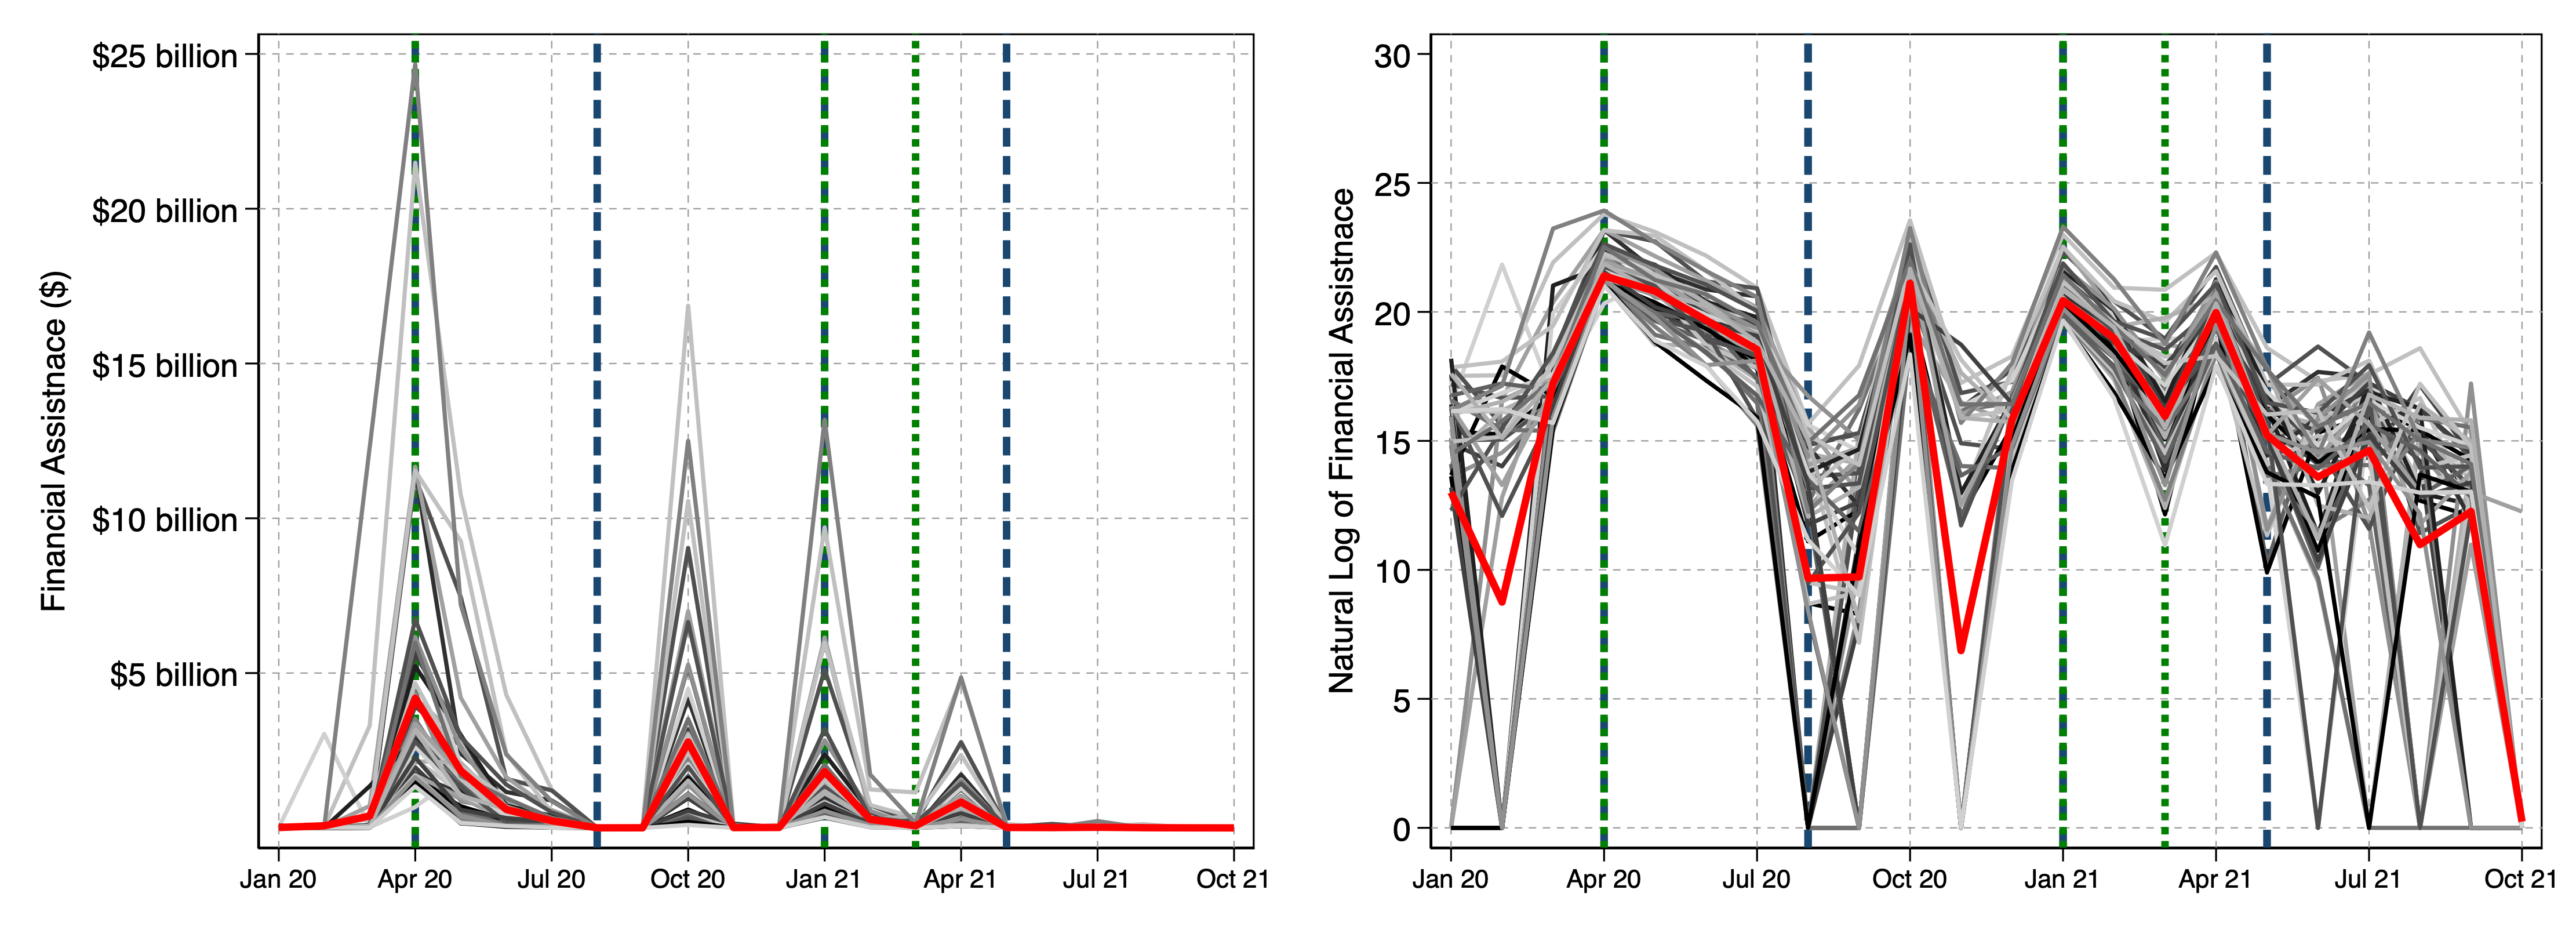 Financial Assistnace ($)
$25 billion
$20 billion
$15 billion
$10 billion
$5 billion
Jan 20 Apr 20 Jul 20 Oct 20 Jan 21 Apr 21 Jul 21 Oct 21
Natural Log of Financial Assistnace
30
25
20
15
10
5
0
Jan 20 Apr 20 Jul 20 Oct 20 Jan 21 Apr 21 Jul 21 Oct 21